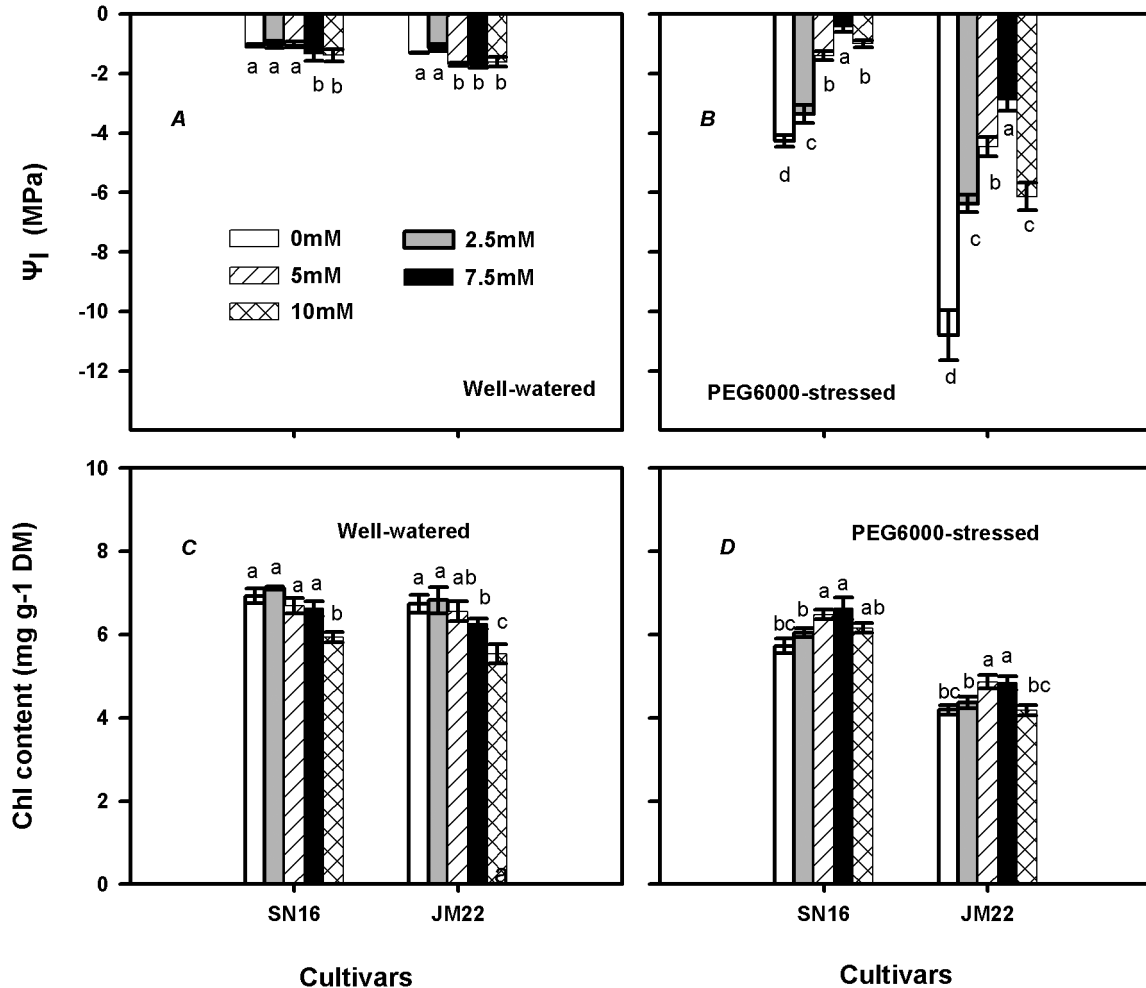 0
-2
-4
-6
-8
-10
-12
Ψl (MPa)
a a a b b
a a b b b
A
0mM
2.5mM
5mM
7.5mM
10mM
Well-watered
d c b a b
d c b a c
B
PEG6000-stressed
10
8
6
4
2
0
Chl content (mg g-1 DM)
C
Well-watered
a a a a b
a a ab b c
a
SN16 JM22
Cultivars
D
PEG6000-stressed
bc b a a ab
bc b a a bc
SN16 JM22
Cultivars